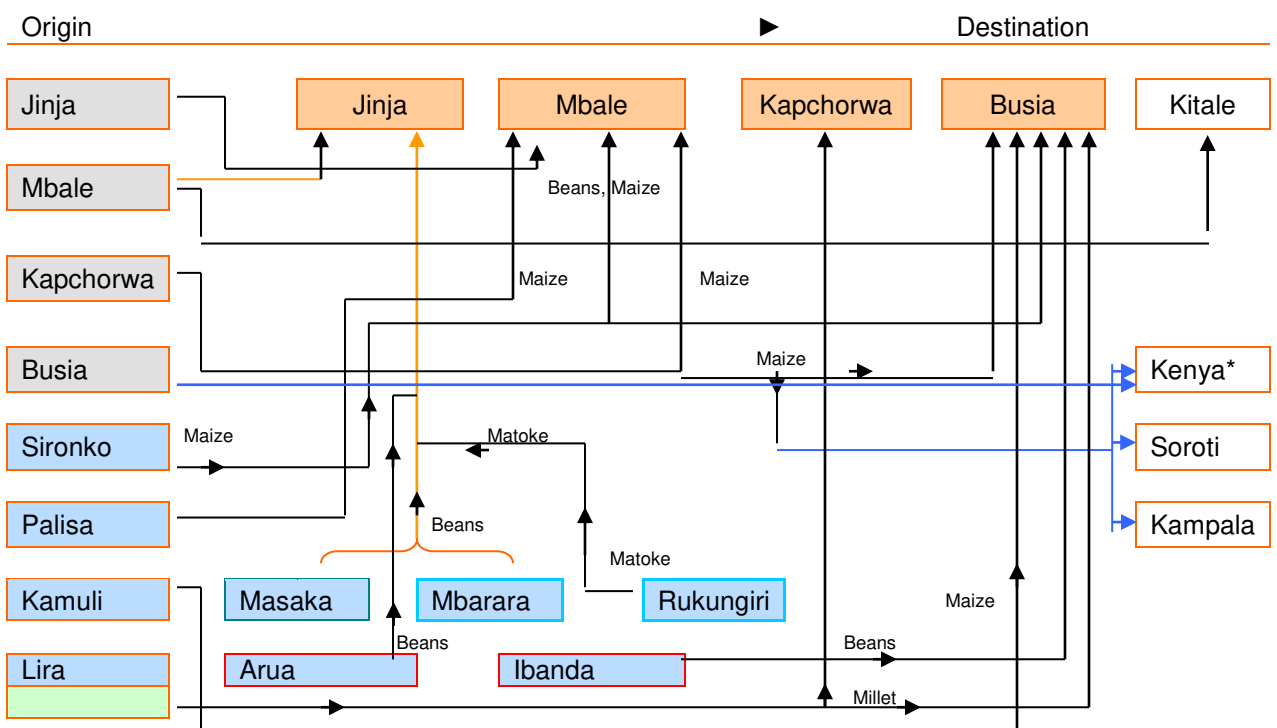 Origin ► Destination
Jinja Jinja Mbale Kapchorwa Busia Kitale
Mbale Beans, Maize
Kapchorwa Maize Maize
Maize
Busia Kenya*
Sironko Maize Matoke Soroti
Palisa Beans Kampala
Matoke
Kamuli Masaka Mbarara Rukungiri Maize
Beans Beans
Lira Arua Ibanda
Millet